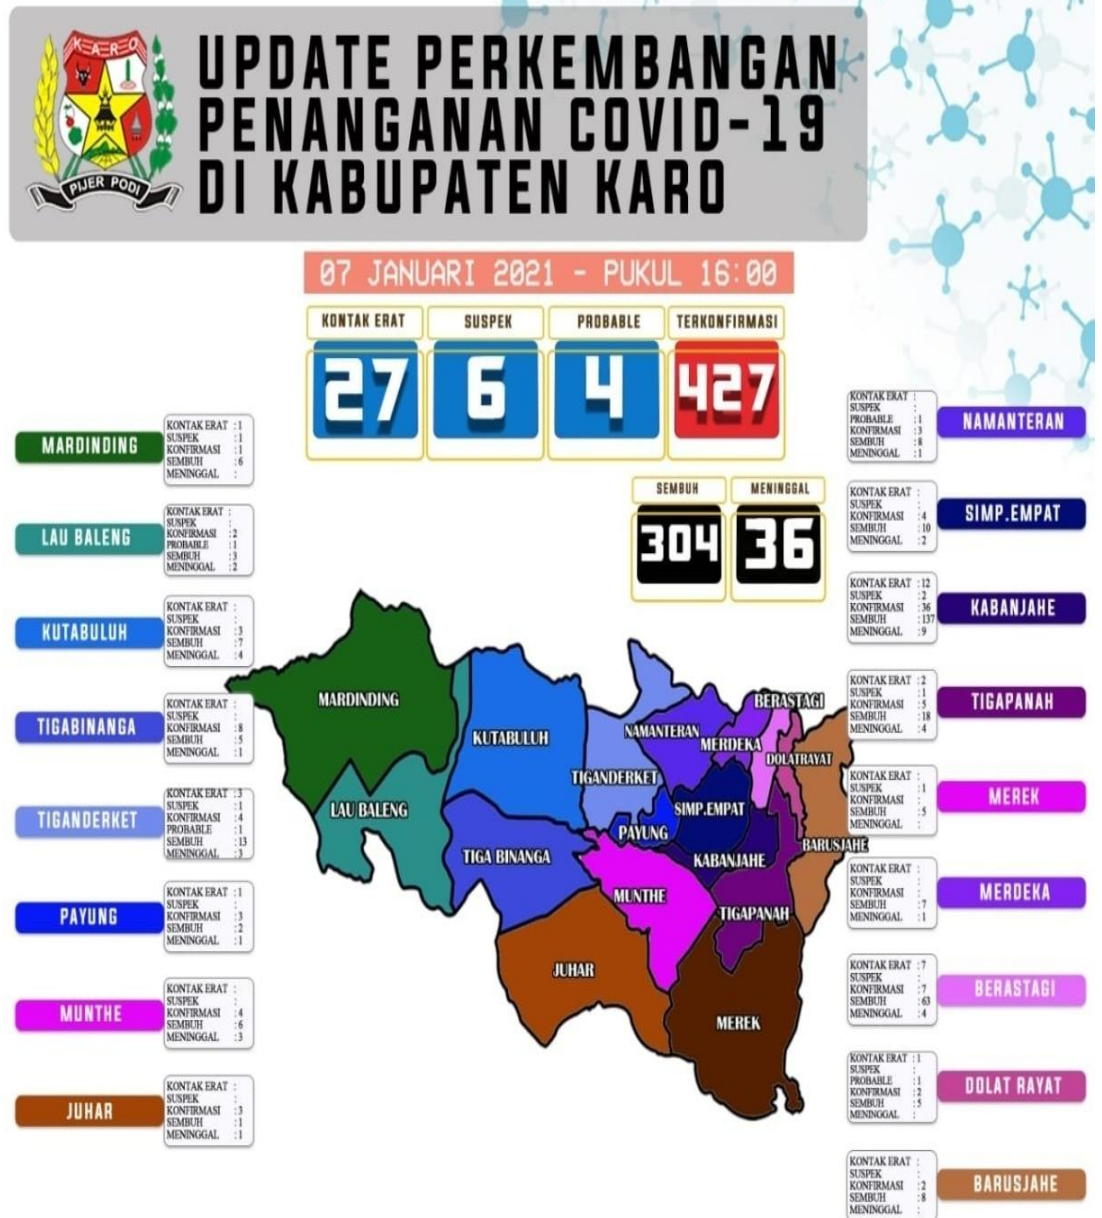 KARO
PIJER PODI
UPDATE PERKEMBANGAN
PENANGANAN COVID-19
DI KABUPATEN KARO
07 JANUARI 2021 - PUKUL 16:00
KONTAK ERAT
27
SUSPEK
6
PROBABLE
4
TERKONFIRMASI
427
SEMBUH
304
MENINGGAL
36
MARDINDING
KONTAK ERAT : 1
SUSPEK : 1
KONFIRMASI : 1
SEMBUH : 6
MENINGGAL :
LAU BALENG
KONTAK ERAT :
SUSPEK :
KONFIRMASI : 2
PROBABLE : 1
SEMBUH : 3
MENINGGAL : 2
KUTABULUH
KONTAK ERAT :
SUSPEK :
KONFIRMASI : 3
SEMBUH : 7
MENINGGAL : 4
TIGABINANGA
KONTAK ERAT :
SUSPEK :
KONFIRMASI : 8
SEMBUH : 5
MENINGGAL : 1
TIGANDERKET
KONTAK ERAT : 3
SUSPEK : 1
KONFIRMASI : 4
PROBABLE : 1
SEMBUH : 13
MENINGGAL : 3
PAYUNG
KONTAK ERAT : 1
SUSPEK :
KONFIRMASI : 3
SEMBUH : 2
MENINGGAL : 1
MUNTHE
KONTAK ERAT :
SUSPEK :
KONFIRMASI : 4
SEMBUH : 6
MENINGGAL : 3
JUHAR
KONTAK ERAT :
SUSPEK :
KONFIRMASI : 3
SEMBUH : 1
MENINGGAL : 1
MARDINDING
LAU BALENG
KUTABULUH
TIGA BINANGA
TIGANDERKET
NAMANTERAN
MERDEKA
BERASTAGI
DOLATRAYAT
SIMP.EMPAT
PAYUNG
KABANJAHE
BARUSJAHE
MUNTHE
TIGAPANAH
JUHAR
MEREK
KONTAK ERAT :
SUSPEK :
PROBABLE : 1
KONFIRMASI : 3
SEMBUH : 8
MENINGGAL : 1
NAMANTERAN
KONTAK ERAT :
SUSPEK :
KONFIRMASI : 4
SEMBUH : 10
MENINGGAL : 2
SIMP.EMPAT
KONTAK ERAT : 12
SUSPEK : 2
KONFIRMASI : 36
SEMBUH : 137
MENINGGAL : 9
KABANJAHE
KONTAK ERAT : 2
SUSPEK : 1
KONFIRMASI : 5
SEMBUH : 18
MENINGGAL : 4
TIGAPANAH
KONTAK ERAT :
SUSPEK : 1
KONFIRMASI :
SEMBUH : 5
MENINGGAL :
MEREK
KONTAK ERAT :
SUSPEK :
KONFIRMASI :
SEMBUH : 7
MENINGGAL : 1
MERDEKA
KONTAK ERAT : 7
SUSPEK :
KONFIRMASI : 7
SEMBUH : 63
MENINGGAL : 4
BERASTAGI
KONTAK ERAT : 1
SUSPEK :
PROBABLE : 1
KONFIRMASI : 2
SEMBUH : 5
MENINGGAL :
DOLAT RAYAT
KONTAK ERAT :
SUSPEK :
KONFIRMASI : 2
SEMBUH : 8
MENINGGAL :
BARUSJAHE